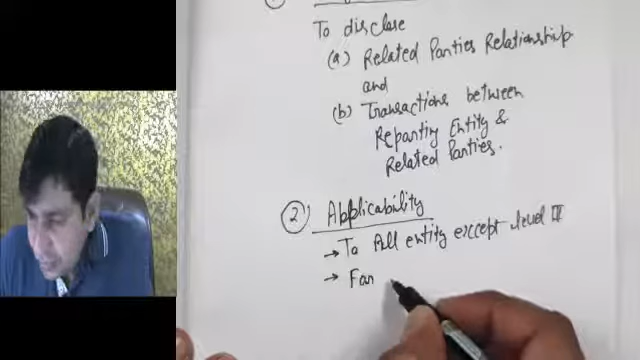 To disclose
(a) Related Parties Relationship
and
(b) Transactions between
Reporting Entity &
Related Parties.
(2) Applicability
→ To All entity except level III
→ For